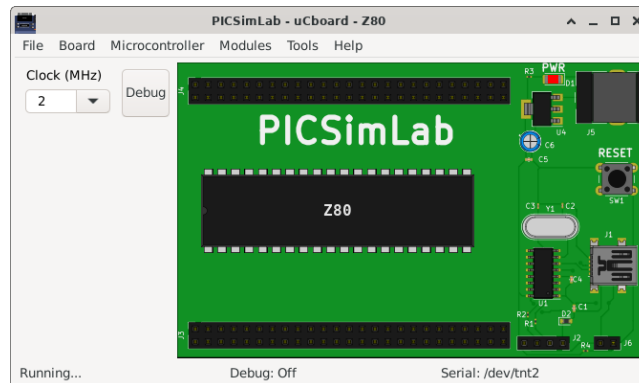 PICSimLab - uCboard - Z80
File Board Microcontroller Modules Tools Help
Clock (MHz)
2
Debug
J4
PICSimLab
Z80
J3
R3
PWR
D1
U4
J5
C6
C5
RESET
SW1
C3
Y1
C2
J1
C4
U1
C1
R2
R1
D2
J2
R4
J6
Running...
Debug: Off
Serial: /dev/tnt2